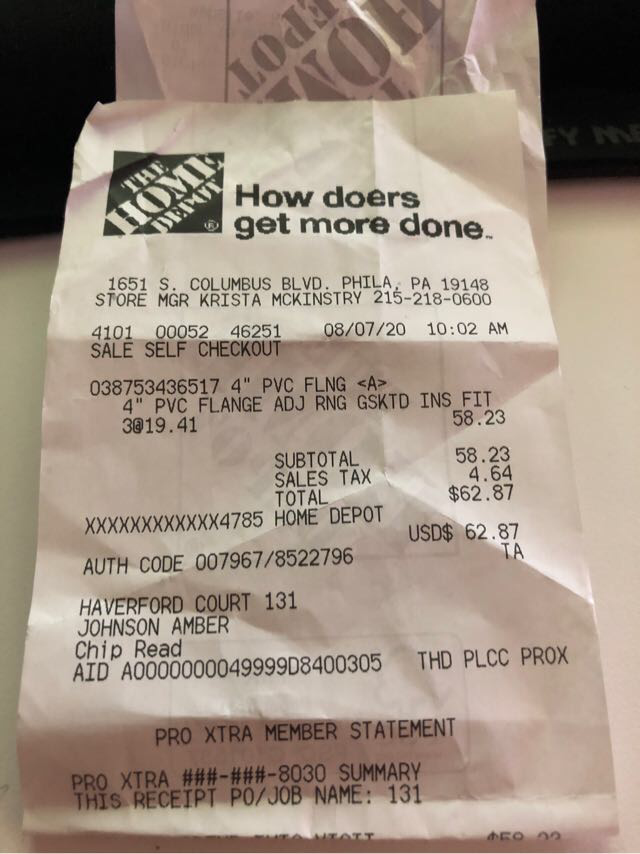 THE
HOME
DEPOT
How doers
get more done.
1651 S. COLUMBUS BLVD. PHILA, PA 19148
STORE MGR KRISTA MCKINSTRY 215-218-0600
4101 00052 46251 08/07/20 10:02 AM
SALE SELF CHECKOUT
038753436517 4" PVC FLNG <A>
4" PVC FLANGE ADJ RNG GSKTD INS FIT
3@19.41 58.23
SUBTOTAL 58.23
SALES TAX 4.64
TOTAL $62.87
XXXXXXXXXXXX4785 HOME DEPOT
USD$ 62.87
AUTH CODE 007967/8522796 TA
HAVERFORD COURT 131
JOHNSON AMBER
Chip Read
AID A0000000049999D8400305 THD PLCC PROX
PRO XTRA MEMBER STATEMENT
PRO XTRA ###-###-8030 SUMMARY
THIS RECEIPT PO/JOB NAME: 131